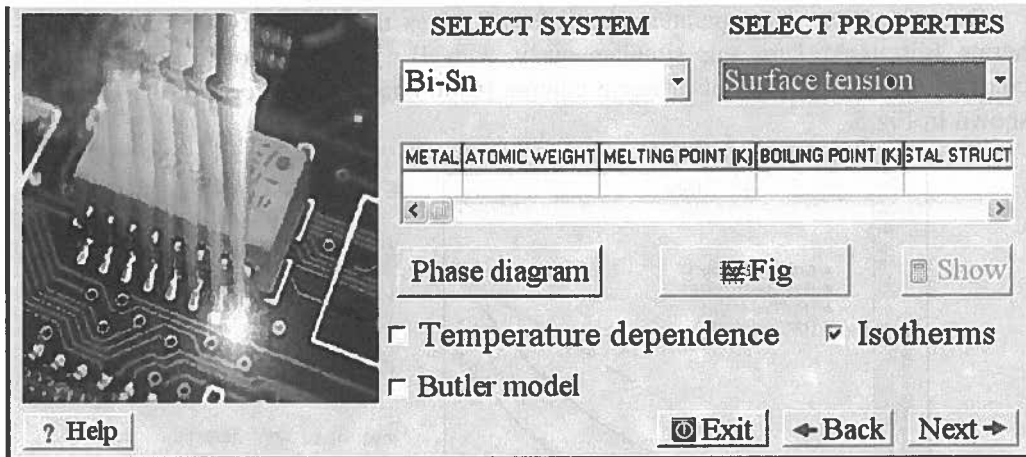 SELECT SYSTEM SELECT PROPERTIES
Bi-Sn Surface tension
METAL ATOMIC WEIGHT MELTING POINT (K) BOILING POINT (K) STAL STRUCT
Phase diagram Fig Show
Temperature dependence Isotherms
Butler model
? Help Exit Back Next